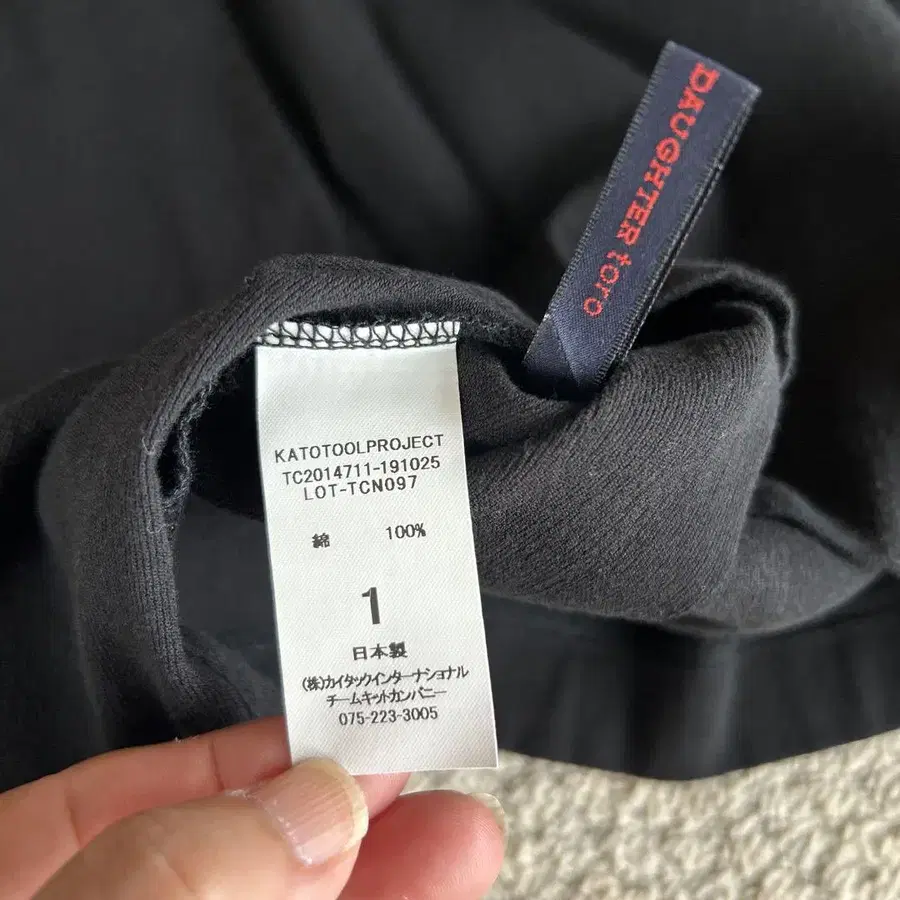 DAUGHTER toro
KATOTOOLPROJECT
TC2014711-191025
LOT-TCN097
綿 100%
1
日本製
(株)カイタックインターナショナル
チームキットカンパニー
075-223-3005